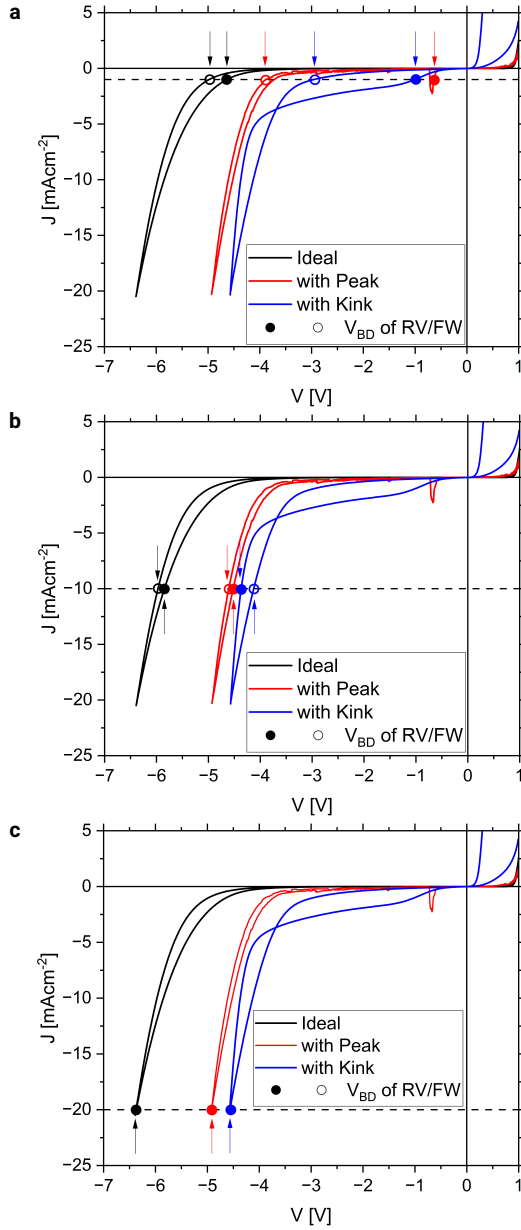 a
5
0
−5
−10
−15
−20
−25
J [mAcm-2]
Ideal
with Peak
with Kink
VBD of RV/FW
−7 −6 −5 −4 −3 −2 −1 0 1
V [V]
b
5
0
−5
−10
−15
−20
−25
J [mAcm-2]
Ideal
with Peak
with Kink
VBD of RV/FW
−7 −6 −5 −4 −3 −2 −1 0 1
V [V]
c
5
0
−5
−10
−15
−20
−25
J [mAcm-2]
Ideal
with Peak
with Kink
VBD of RV/FW
−7 −6 −5 −4 −3 −2 −1 0 1
V [V]